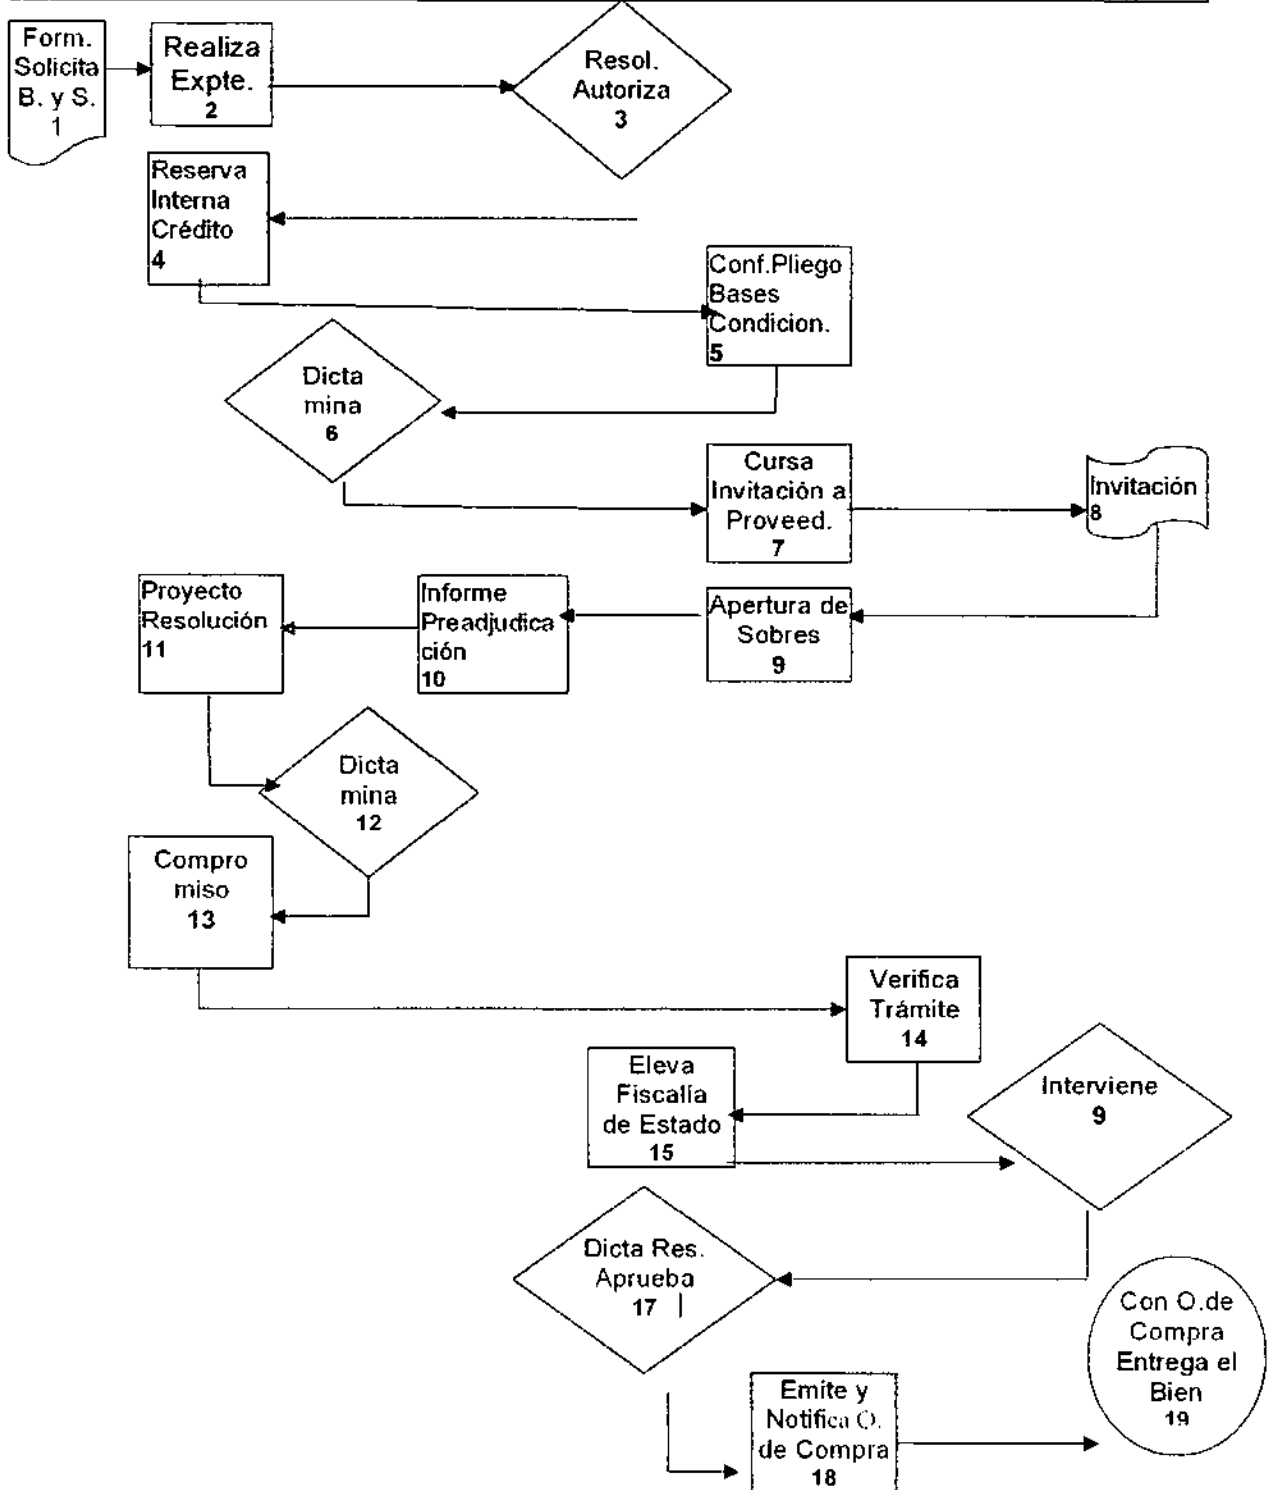 Form.
Solicita
B. y S.
1
Realiza
Expte.
2
Resol.
Autoriza
3
Reserva
Interna
Crédito
4
Conf.Pliego
Bases
Condicion.
5
Dicta
mina
6
Cursa
Invitación a
Proveed.
7
Invitación
8
Apertura de
Sobres
9
Informe
Preadjudica
ción
10
Proyecto
Resolución
11
Dicta
mina
12
Compro
miso
13
Verifica
Trámite
14
Eleva
Fiscalía
de Estado
15
Interviene
9
Dicta Res.
Aprueba
17
Emite y
Notifica O.
de Compra
18
Con O.de
Compra
Entrega el
Bien
19